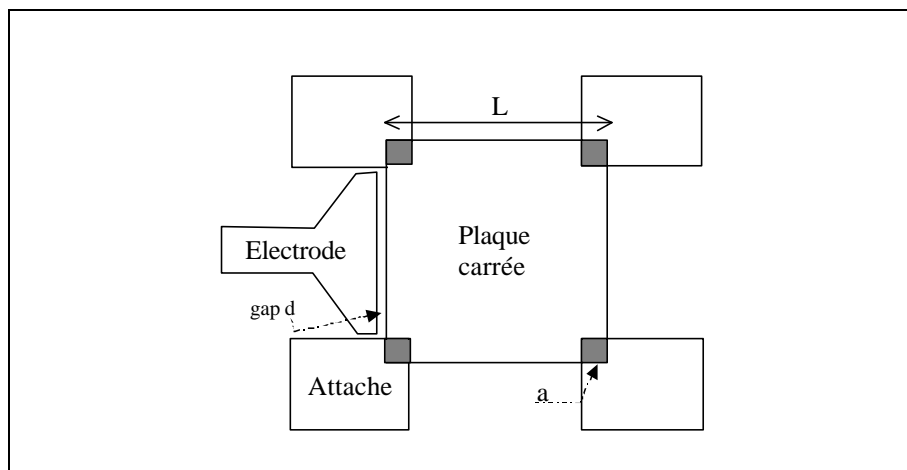 L
Electrode
Plaque
carrée
gap d
Attache
a